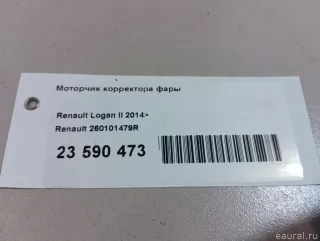 Моторчик корректора фары
Renault Logan II 2014>
Renault 260101479R
23 590 473
eaural.ru